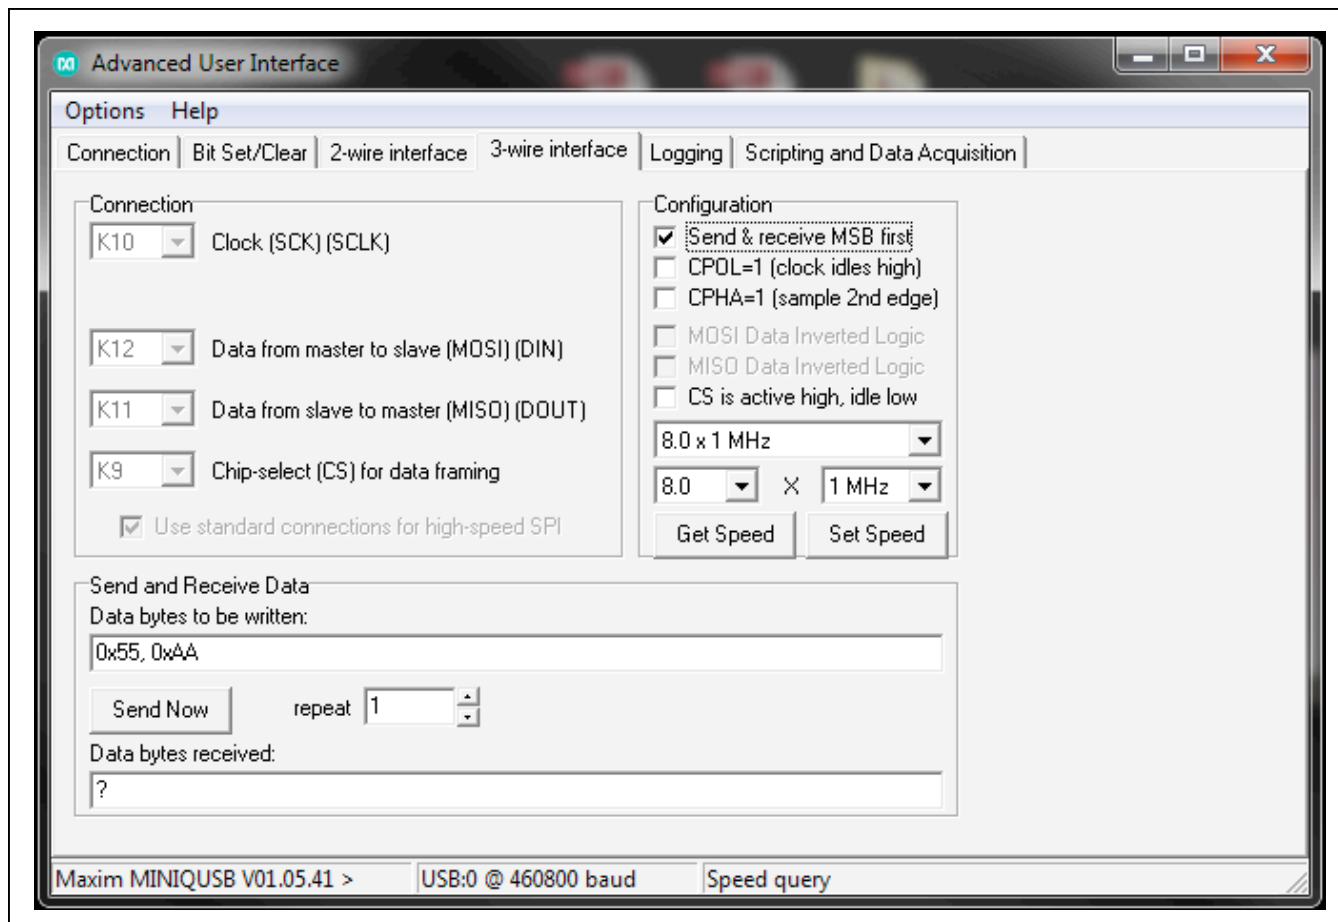 Advanced User Interface
Options Help
Connection Bit Set/Clear 2-wire interface 3-wire interface Logging Scripting and Data Acquisition
Connection
K10 Clock (SCK) (SCLK)
K12 Data from master to slave (MOSI) (DIN)
K11 Data from slave to master (MISO) (DOUT)
K9 Chip-select (CS) for data framing
Use standard connections for high-speed SPI
Configuration
Send & receive MSB first
CPOL=1 (clock idles high)
CPHA=1 (sample 2nd edge)
MOSI Data Inverted Logic
MISO Data Inverted Logic
CS is active high, idle low
8.0 x 1 MHz
8.0 X 1 MHz
Get Speed Set Speed
Send and Receive Data
Data bytes to be written:
0x55, 0xAA
Send Now repeat 1
Data bytes received:
?
Maxim MINIQUSB V01.05.41 > USB:0 @ 460800 baud Speed query